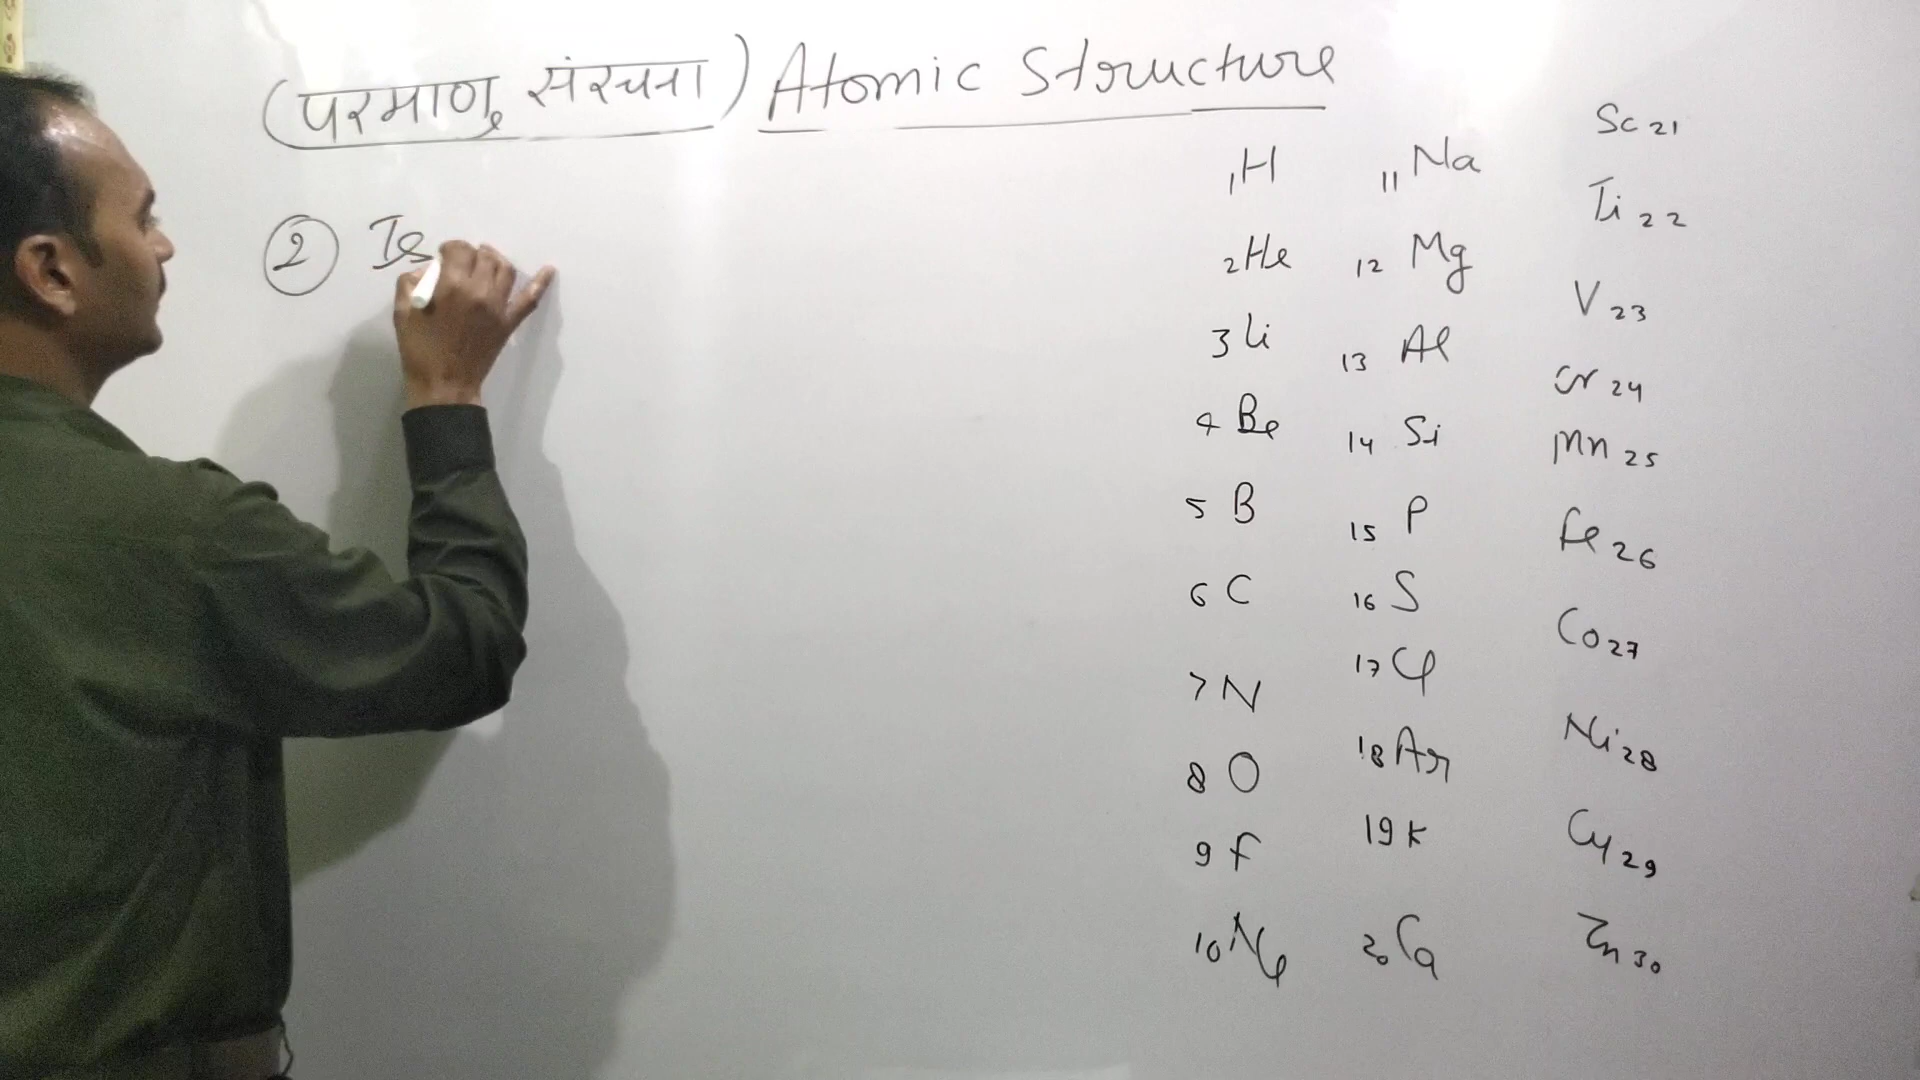 (परमाणु संरचना) Atomic Structure
② Is
1H
2He
3Li
4Be
5B
6C
7N
8O
9F
10Ne
11Na
12Mg
13Al
14Si
15P
16S
17Cl
18Ar
19K
20Ca
Sc21
Ti22
V23
Cr24
Mn25
Fe26
Co27
Ni28
Cu29
Zn30